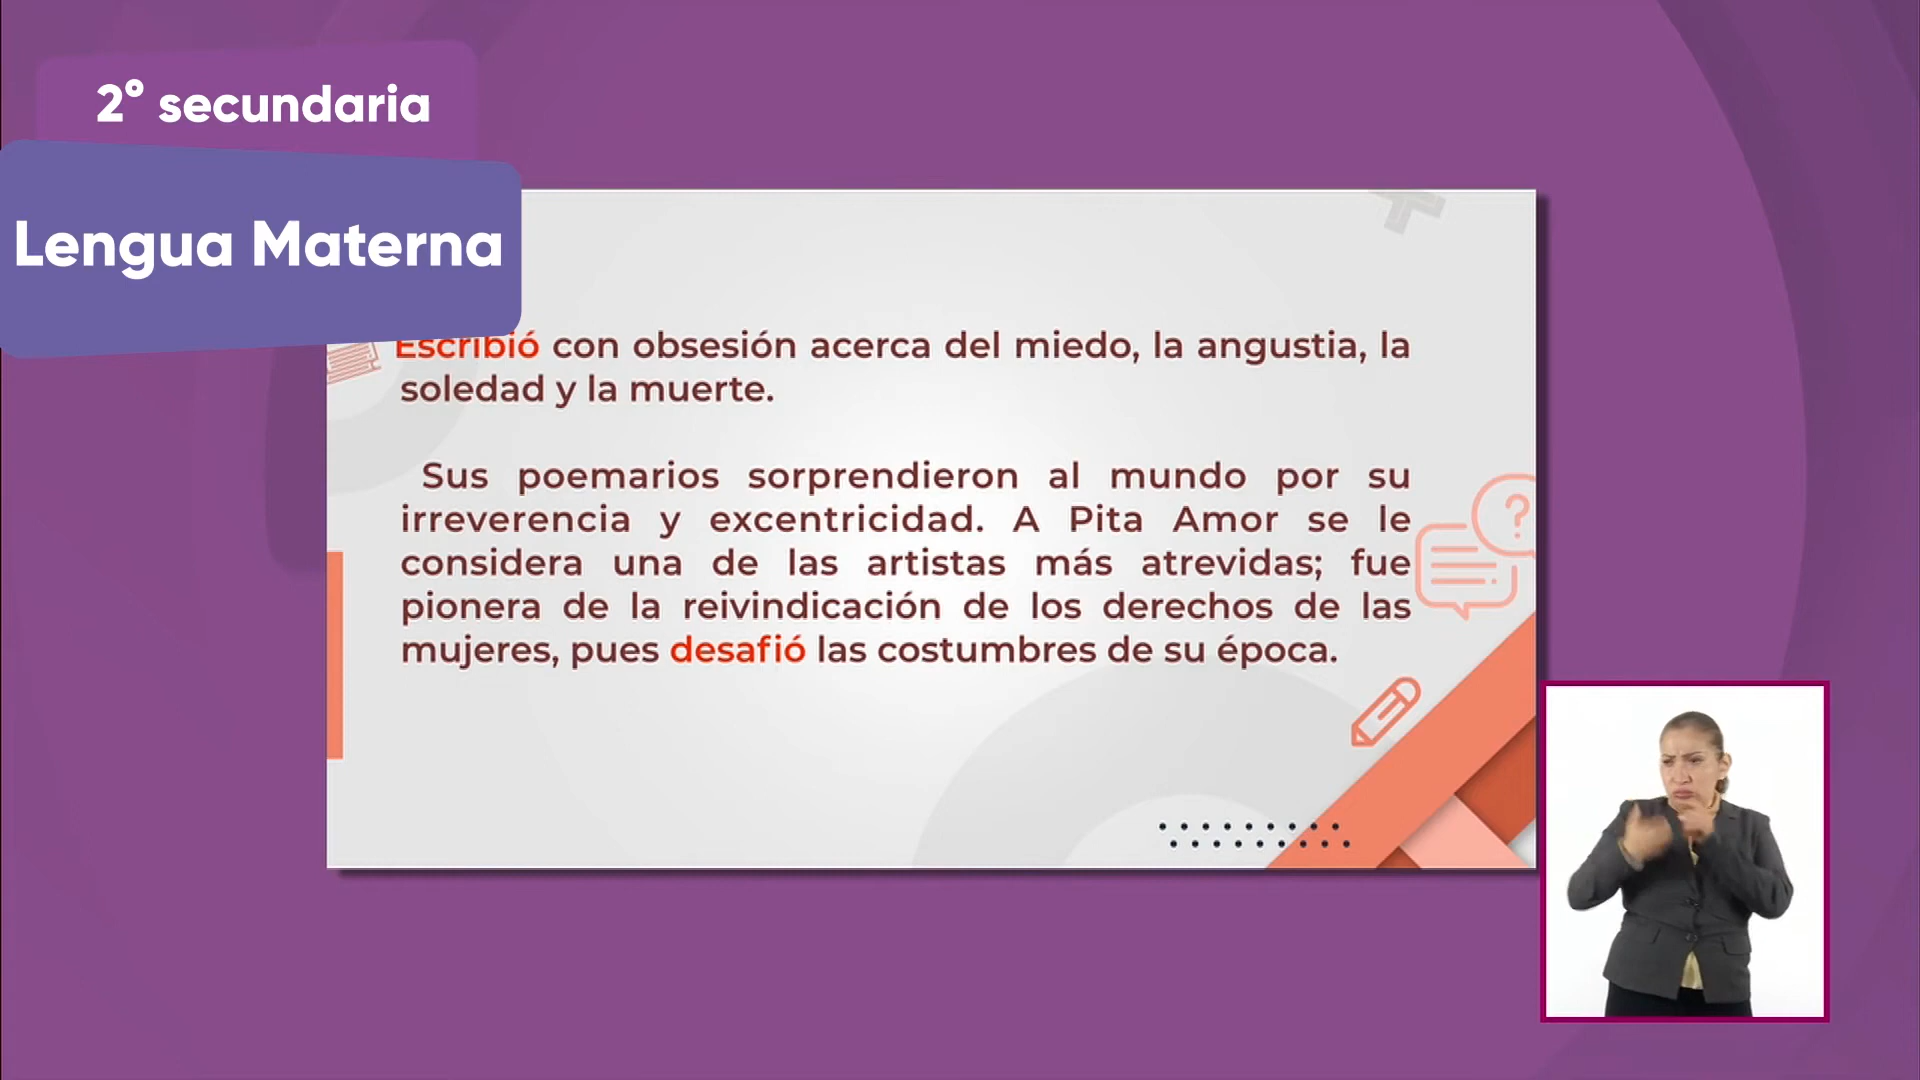 2° secundaria
Lengua Materna
Escribió con obsesión acerca del miedo, la angustia, la
soledad y la muerte.
Sus poemarios sorprendieron al mundo por su
irreverencia y excentricidad. A Pita Amor se le
considera una de las artistas más atrevidas; fue
pionera de la reivindicación de los derechos de las
mujeres, pues desafió las costumbres de su época.
?